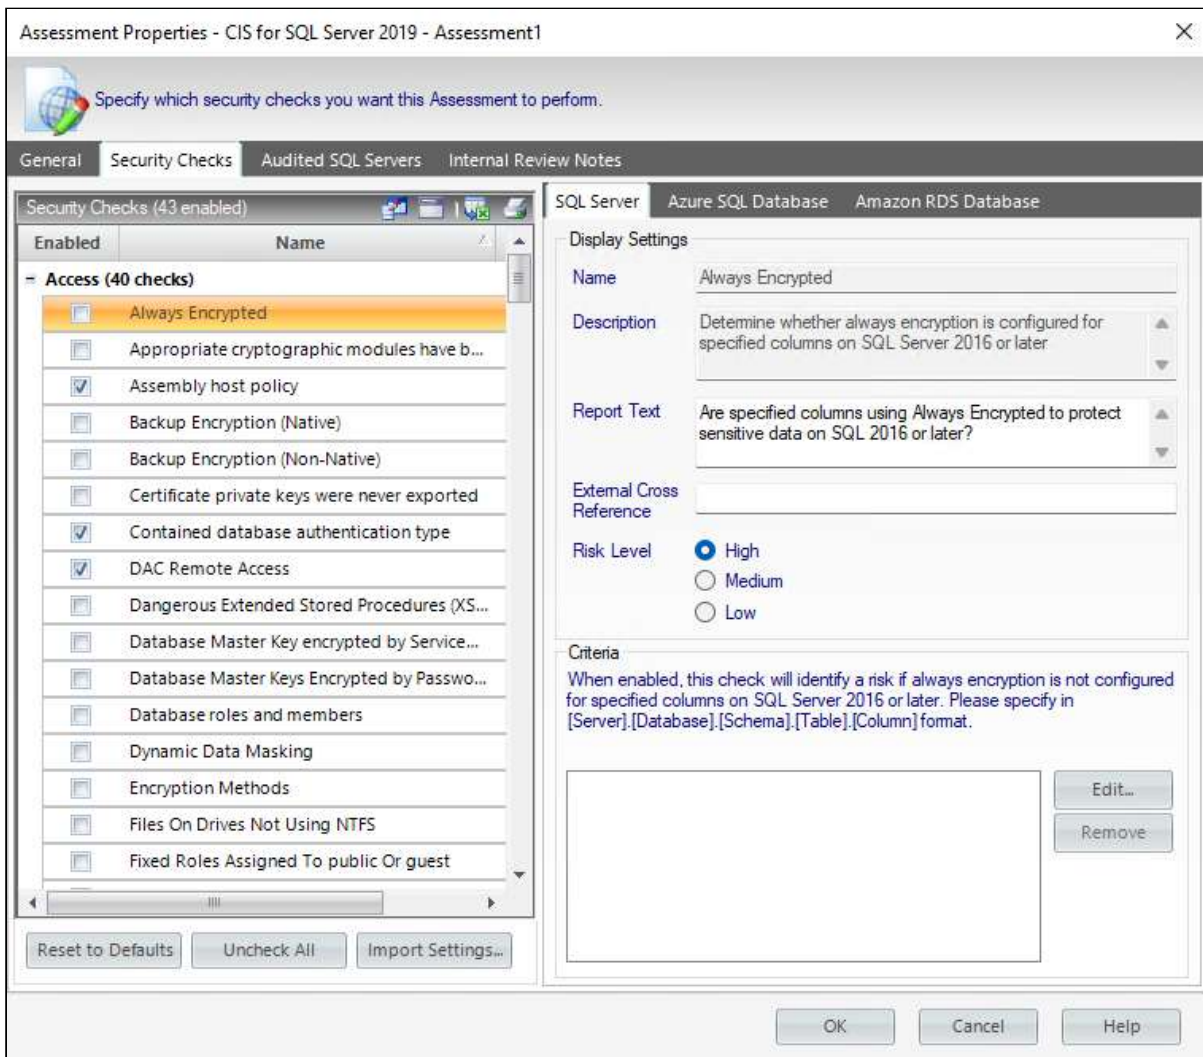 Assessment Properties - CIS for SQL Server 2019 - Assessment1
Specify which security checks you want this Assessment to perform.
General Security Checks Audited SQL Servers Internal Review Notes
Security Checks (43 enabled)
Enabled Name
Access (40 checks)
Always Encrypted
Appropriate cryptographic modules have b...
Assembly host policy
Backup Encryption (Native)
Backup Encryption (Non-Native)
Certificate private keys were never exported
Contained database authentication type
DAC Remote Access
Dangerous Extended Stored Procedures (XS...
Database Master Key encrypted by Service...
Database Master Keys Encrypted by Passwo...
Database roles and members
Dynamic Data Masking
Encryption Methods
Files On Drives Not Using NTFS
Fixed Roles Assigned To public Or guest
Reset to Defaults Uncheck All Import Settings...
SQL Server Azure SQL Database Amazon RDS Database
Display Settings
Name Always Encrypted
Description Determine whether always encryption is configured for
specified columns on SQL Server 2016 or later
Report Text Are specified columns using Always Encrypted to protect
sensitive data on SQL 2016 or later?
External Cross
Reference
Risk Level High
Medium
Low
Criteria
When enabled, this check will identify a risk if always encryption is not configured
for specified columns on SQL Server 2016 or later. Please specify in
[Server].[Database].[Schema].[Table].[Column] format.
Edit...
Remove
OK Cancel Help